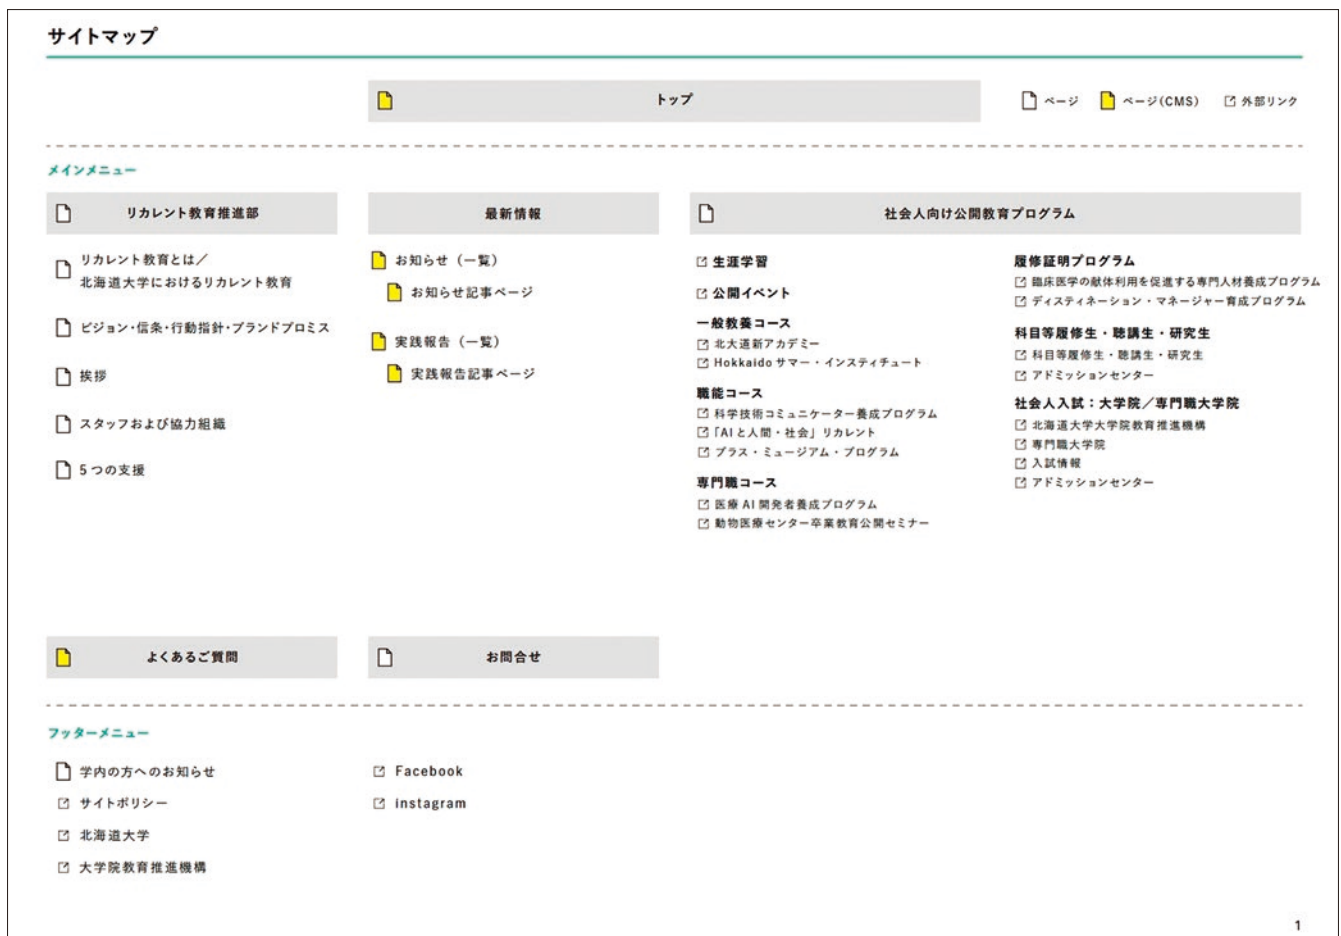 サイトマップ
トップ
ページ
ページ(CMS)
外部リンク
メインメニュー
リカレント教育推進部
リカレント教育とは／
北海道大学におけるリカレント教育
ビジョン・信条・行動指針・ブランドプロミス
挨拶
スタッフおよび協力組織
5つの支援
最新情報
お知らせ（一覧）
お知らせ記事ページ
実践報告（一覧）
実践報告記事ページ
社会人向け公開教育プログラム
生涯学習
公開イベント
一般教養コース
北大道新アカデミー
Hokkaidoサマー・インスティチュート
職能コース
科学技術コミュニケーター養成プログラム
「AIと人間・社会」リカレント
プラス・ミュージアム・プログラム
専門職コース
医療AI開発者養成プログラム
動物医療センター卒業教育公開セミナー
履修証明プログラム
臨床医学の献体利用を促進する専門人材養成プログラム
ディスティネーション・マネージャー育成プログラム
科目等履修生・聴講生・研究生
科目等履修生・聴講生・研究生
アドミッションセンター
社会人入試：大学院／専門職大学院
北海道大学大学院教育推進機構
専門職大学院
入試情報
アドミッションセンター
よくあるご質問
お問合せ
フッターメニュー
学内の方へのお知らせ
サイトポリシー
北海道大学
大学院教育推進機構
Facebook
instagram
1